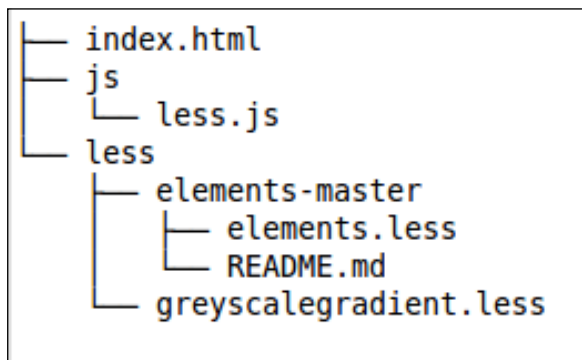 ├── index.html
├── js
│   └── less.js
└── less
    ├── elements-master
    │   ├── elements.less
    │   └── README.md
    └── greyscalegradient.less